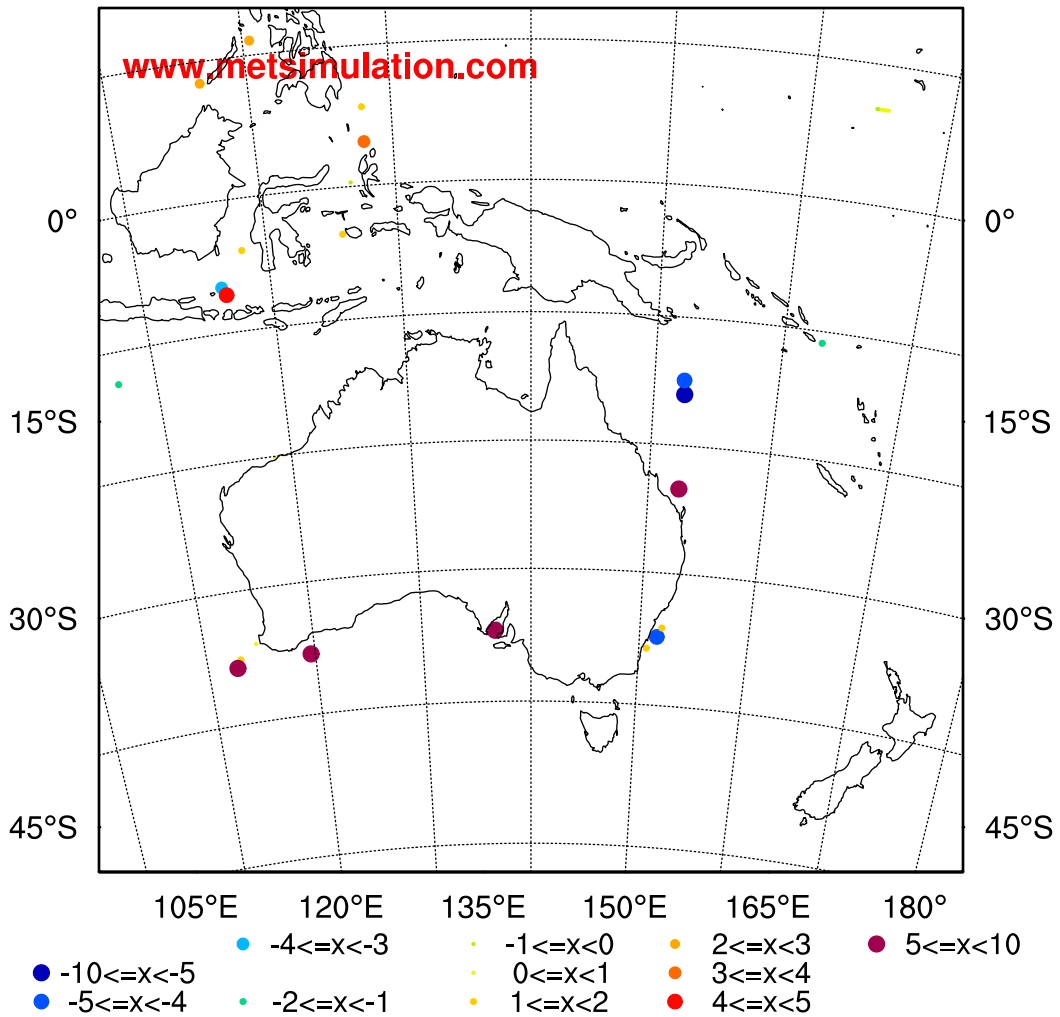 www.metsimulation.com
0° 0°
15°S 15°S
30°S 30°S
45°S 45°S
105°E 120°E 135°E 150°E 165°E 180°
-4<=x<-3 -1<=x<0 2<=x<3 5<=x<10
-10<=x<-5 0<=x<1 3<=x<4
-5<=x<-4 -2<=x<-1 1<=x<2 4<=x<5